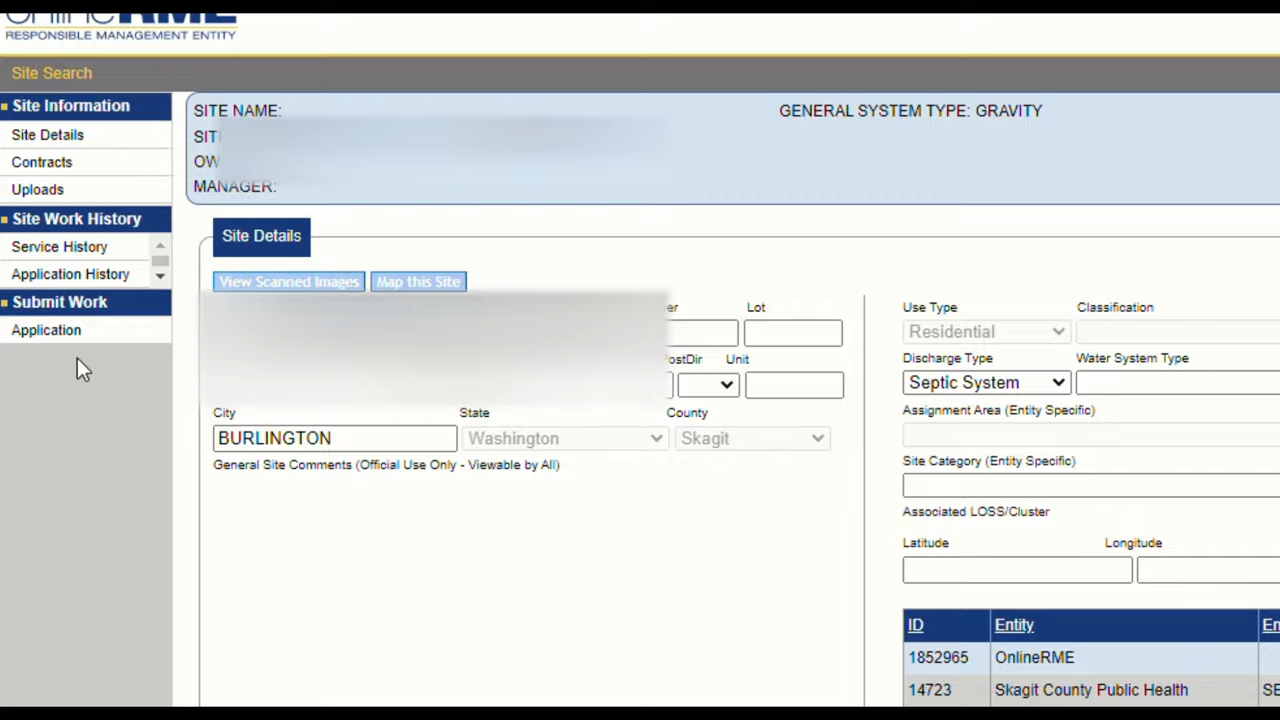 onlineRME
RESPONSIBLE MANAGEMENT ENTITY
Site Search
Site Information
Site Details
Contracts
Uploads
Site Work History
Service History
Application History
Submit Work
Application
SITE NAME:
GENERAL SYSTEM TYPE: GRAVITY
MANAGER:
Site Details
View Scanned Images
Map this Site
Lot
PostDir
Unit
City
State
County
BURLINGTON
Washington
Skagit
General Site Comments (Official Use Only - Viewable by All)
Use Type
Classification
Residential
Discharge Type
Water System Type
Septic System
Assignment Area (Entity Specific)
Site Category (Entity Specific)
Associated LOSS/Cluster
Latitude
Longitude
ID
Entity
1852965
OnlineRME
14723
Skagit County Public Health